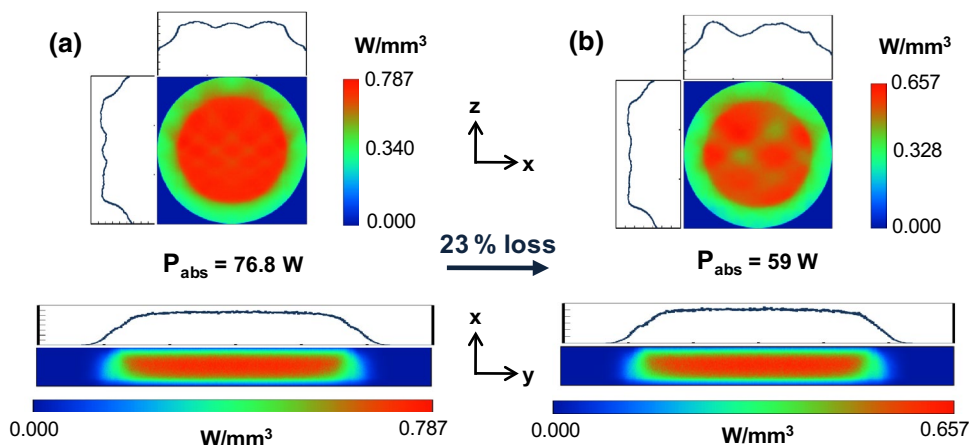 (a)
W/mm³
0.787
0.340
0.000
P_abs = 76.8 W
z
x
23 % loss
(b)
W/mm³
0.657
0.328
0.000
P_abs = 59 W
x
y
0.000
W/mm³
0.787
0.000
W/mm³
0.657